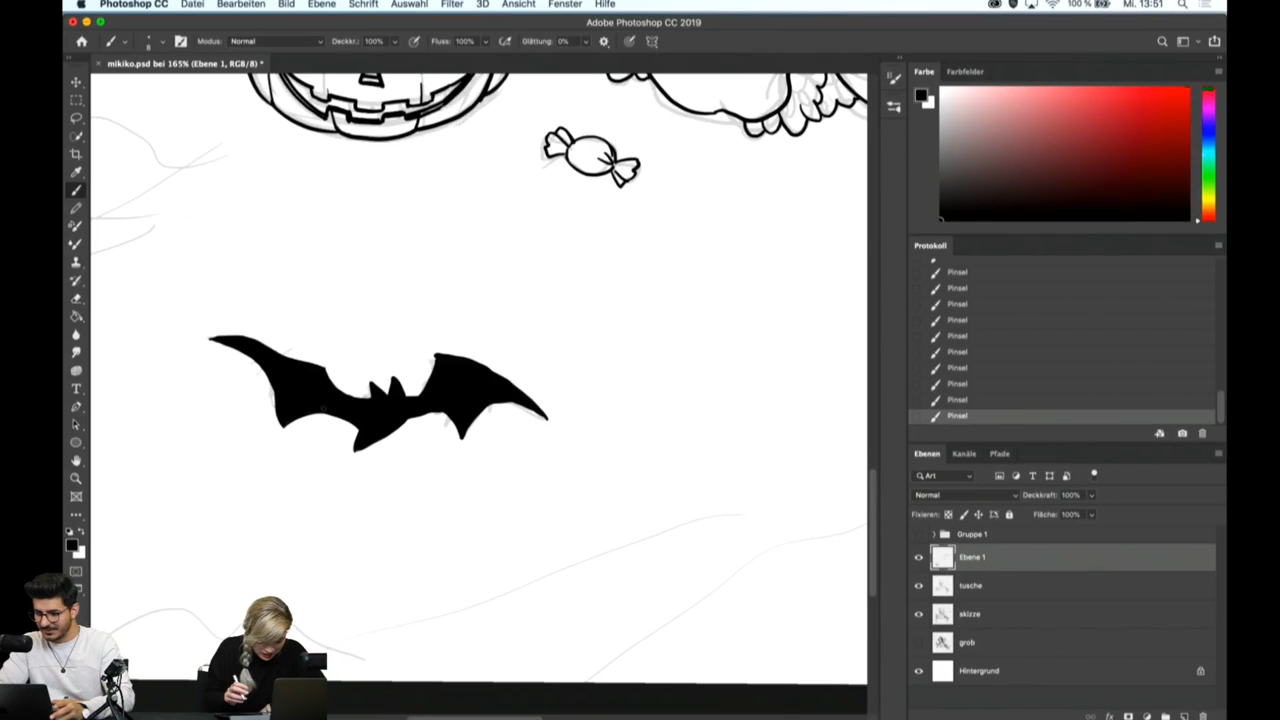 Photoshop CC Datei Bearbeiten Bild Ebene Schrift Auswahl Filter 3D Ansicht Fenster Hilfe 100 % Mi. 13:51
Adobe Photoshop CC 2019
8 Modus: Normal Deckkr.: 100% Fluss: 100% Glättung: 0%
× mikiko.psd bei 165% (Ebene 1, RGB/8) *
Farbe Farbfelder
Protokoll
Pinsel
Pinsel
Pinsel
Pinsel
Pinsel
Pinsel
Pinsel
Pinsel
Pinsel
Pinsel
Ebenen Kanäle Pfade
Art
Normal Deckkraft: 100%
Fixieren: Fläche: 100%
Gruppe 1
Ebene 1
tusche
skizze
grob
Hintergrund
fx